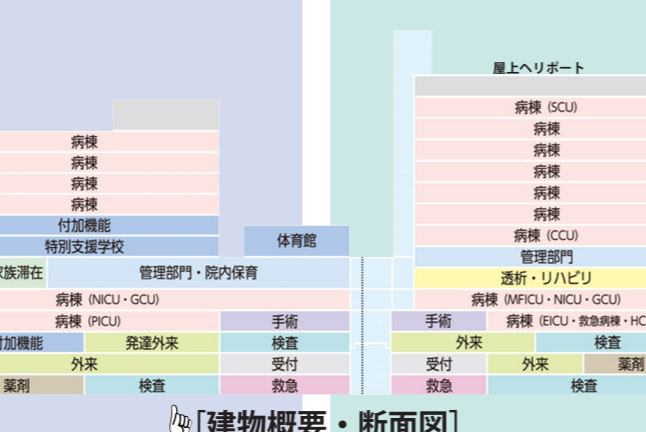 屋上ヘリポート
病棟（SCU）
病棟
病棟
病棟
病棟
病棟
病棟（CCU）
管理部門
透析・リハビリ
病棟（MFICU・NICU・GCU）
手術
病棟（EICU・救急病棟・HC
外来
検査
受付
外来
薬剤
救急
検査
病棟
病棟
病棟
病棟
付加機能
特別支援学校
体育館
家族滞在
管理部門・院内保育
病棟（NICU・GCU）
病棟（PICU）
手術
付加機能
発達外来
検査
外来
受付
薬剤
検査
救急
［建物概要・断面図］